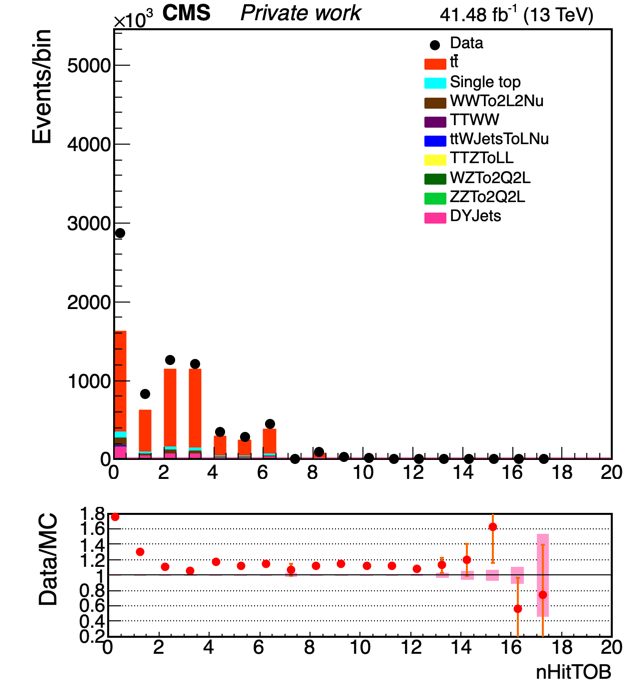 ×10³ CMS Private work 41.48 fb⁻¹ (13 TeV)
Events/bin
5000
4000
3000
2000
1000
0
Data
tt̄
Single top
WWTo2L2Nu
TTWW
ttWJetsToLNu
TTZToLL
WZTo2Q2L
ZZTo2Q2L
DYJets
0 2 4 6 8 10 12 14 16 18 20
Data/MC
1.8
1.6
1.4
1.2
1
0.8
0.6
0.4
0.2
0 2 4 6 8 10 12 14 16 18 20
nHitTOB